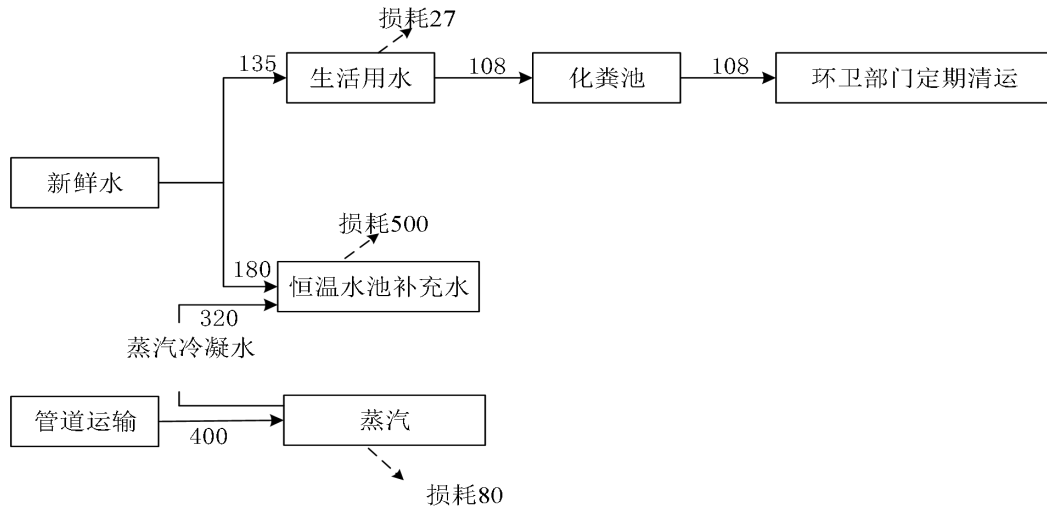 损耗27
135
生活用水
108
化粪池
108
环卫部门定期清运
新鲜水
损耗500
180
恒温水池补充水
320
蒸汽冷凝水
管道运输
400
蒸汽
损耗80